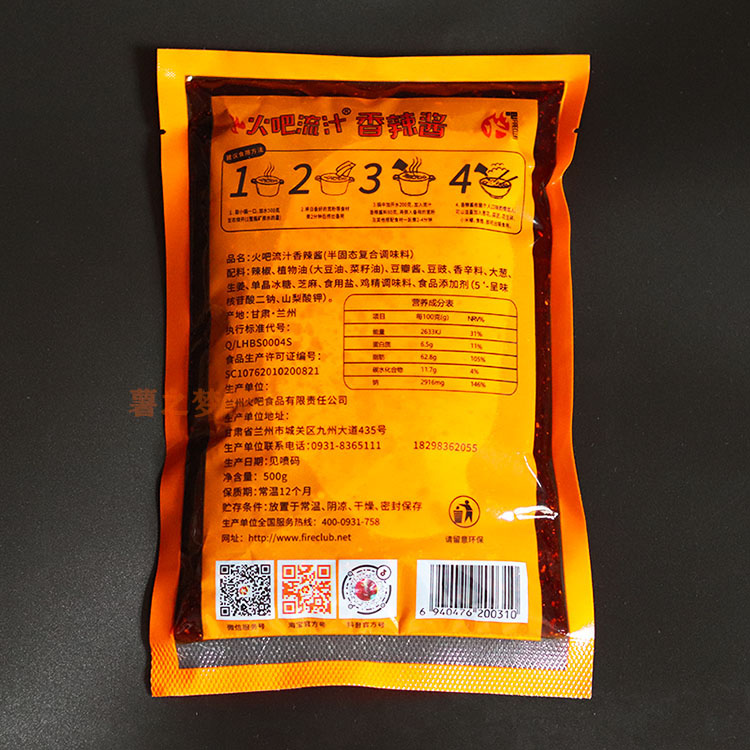 火吧流汁® 香辣酱
建议食用方法
1 2 3 4
品名:火吧流汁香辣酱(半固态复合调味料)
配料:辣椒、植物油(大豆油、菜籽油)、豆瓣酱、豆豉、香辛料、大葱、
生姜、单晶冰糖、芝麻、食用盐、鸡精调味料、食品添加剂(5'-呈味
核苷酸二钠、山梨酸钾)。
产地:甘肃·兰州
执行标准代号:
Q/LHBS0004S
食品生产许可证编号:
SC10762010200821
营养成分表
项目 每100克(g) NRV%
能量 2633KJ 31%
蛋白质 6.5g 11%
脂肪 62.8g 105%
碳水化合物 11.7g 4%
钠 2916mg 146%
生产单位:
兰州火吧食品有限责任公司
生产单位地址:
甘肃省兰州市城关区九州大道435号
生产单位联系电话:0931-8365111 18298362055
生产日期:见喷码
净含量:500g
保质期:常温12个月
贮存条件:放置于常温、阴凉、干燥、密封保存
生产单位全国服务热线:400-0931-758
网址:http://www.fireclub.net
请留意环保
微信服务号 淘宝官方号 抖音官方号
6 940476 200310
薯之梦